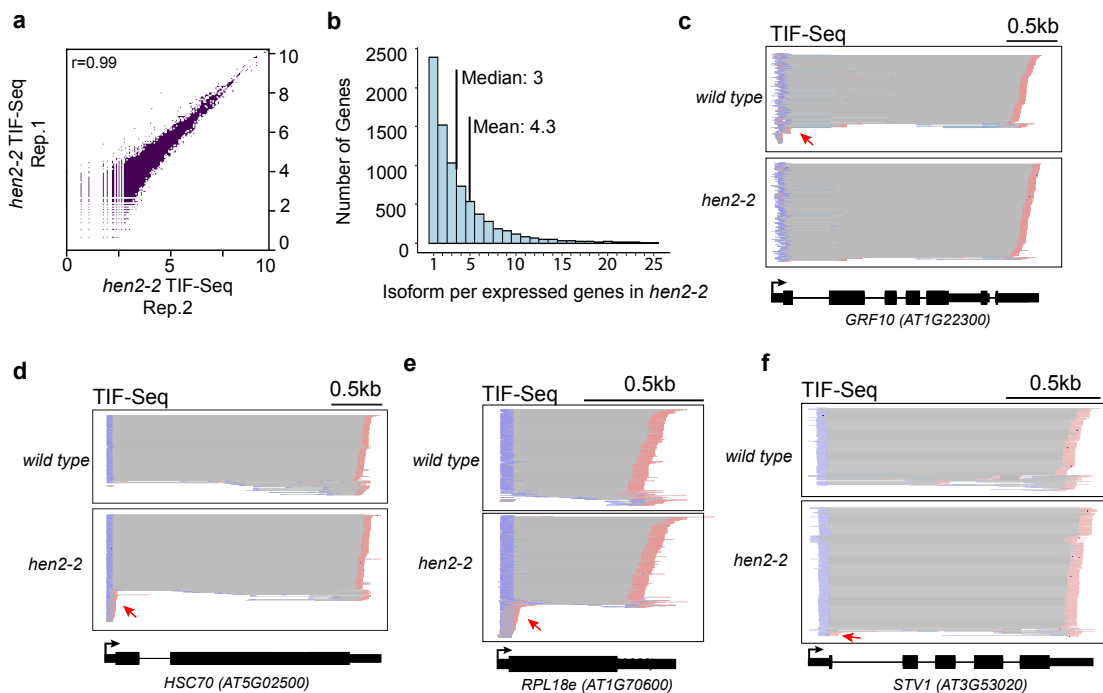 a
r=0.99
hen2-2 TIF-Seq
Rep.1
10
8
6
4
2
0
0
5
10
hen2-2 TIF-Seq
Rep.2
b
Number of Genes
2500
2000
1500
1000
500
0
Median: 3
Mean: 4.3
1
5
10
15
20
25
Isoform per expressed genes in hen2-2
c
TIF-Seq
0.5kb
wild type
hen2-2
GRF10 (AT1G22300)
d
TIF-Seq
0.5kb
wild type
hen2-2
HSC70 (AT5G02500)
e
TIF-Seq
0.5kb
wild type
hen2-2
RPL18e (AT1G70600)
f
TIF-Seq
0.5kb
wild type
hen2-2
STV1 (AT3G53020)